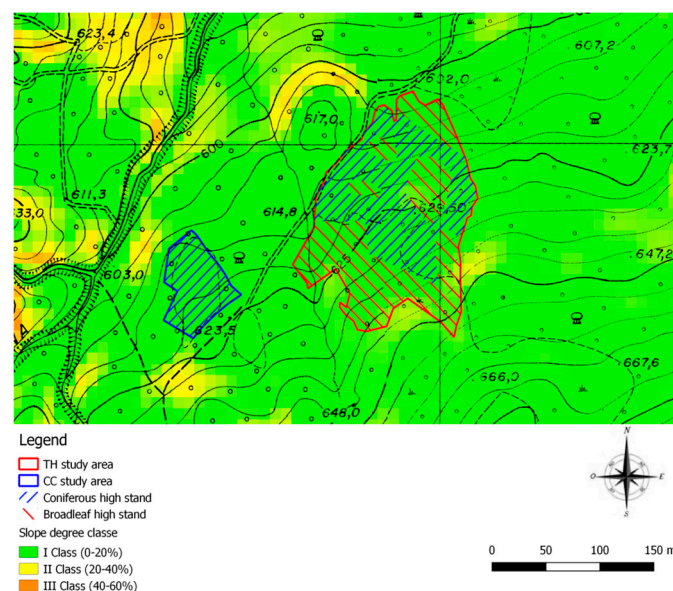 623,4
607,2
602,0
617,0
600
623,7
611,3
614,8
633,0
647,2
603,0
623,5
667,6
666,0
648,0
Legend
TH study area
CC study area
Coniferous high stand
Broadleaf high stand
Slope degree classe
I Class (0-20%)
II Class (20-40%)
III Class (40-60%)
N
O
E
S
0 50 100 150 m